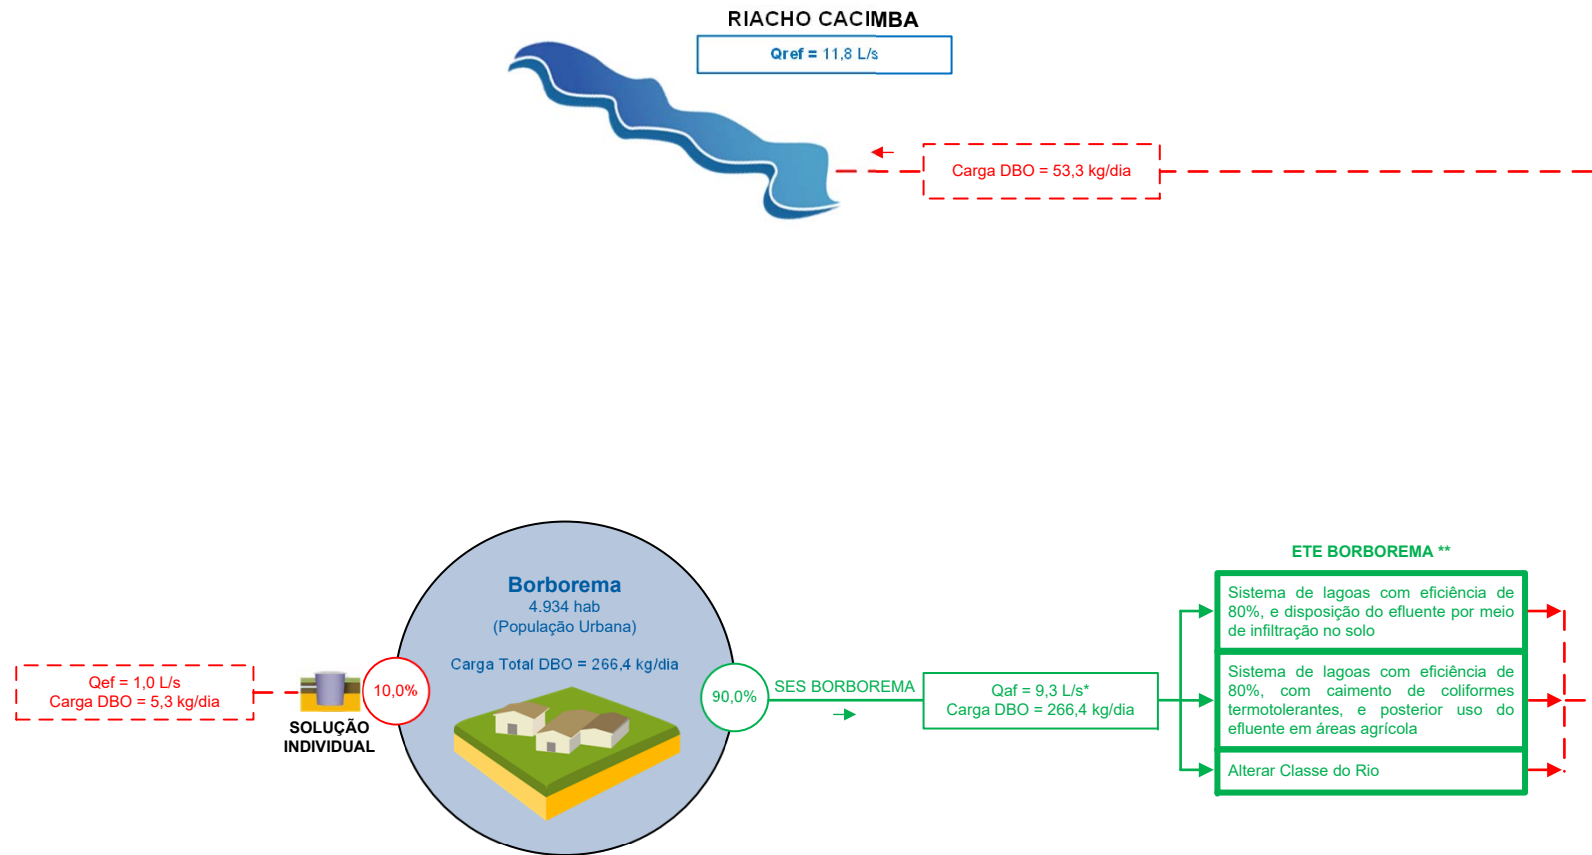 RIACHO CACIMBA
Qref = 11,8 L/s
Carga DBO = 53,3 kg/dia
Borborema
4.934 hab
(População Urbana)
Carga Total DBO = 266,4 kg/dia
Qef = 1,0 L/s
Carga DBO = 5,3 kg/dia
SOLUÇÃO
INDIVIDUAL
10,0%
90,0%
SES BORBOREMA
Qaf = 9,3 L/s*
Carga DBO = 266,4 kg/dia
ETE BORBOREMA **
Sistema de lagoas com eficiência de
80%, e disposição do efluente por meio
de infiltração no solo
Sistema de lagoas com eficiência de
80%, com caimento de coliformes
termotolerantes, e posterior uso do
efluente em áreas agrícola
Alterar Classe do Rio